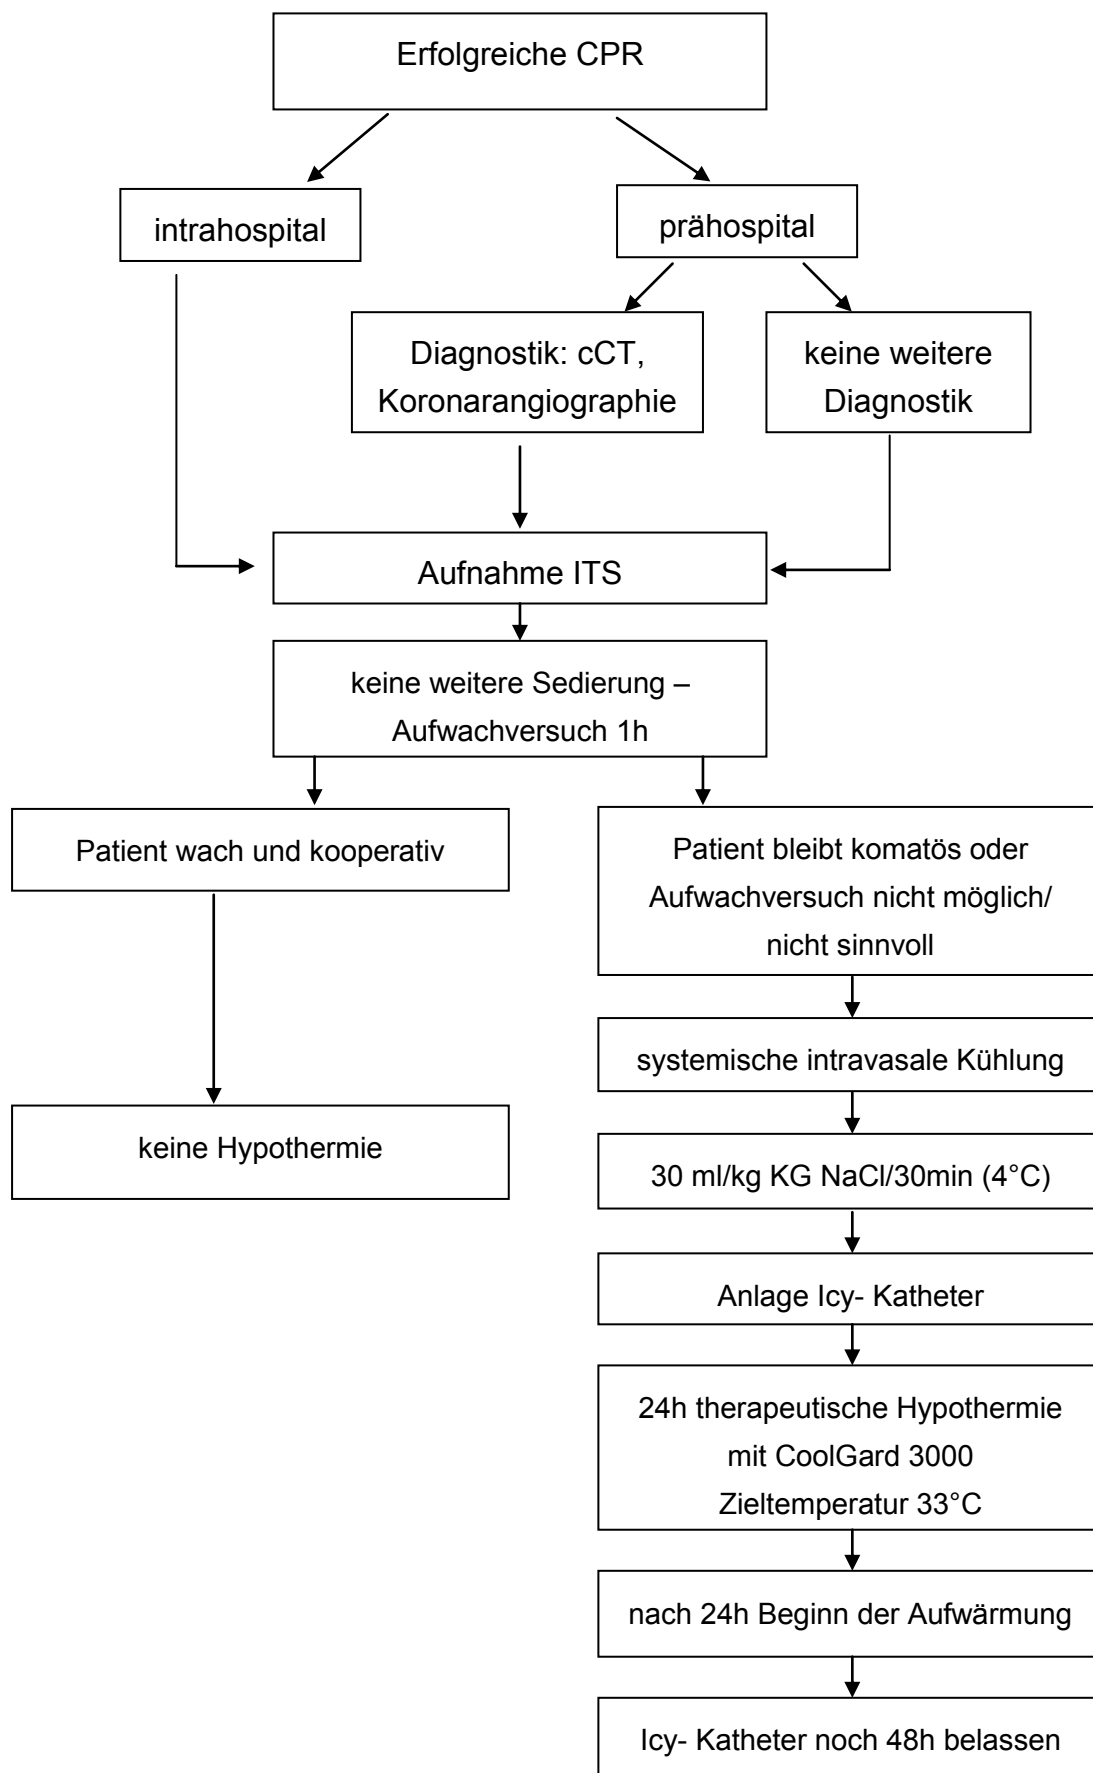 Erfolgreiche CPR
intrahospital
prähospital
Diagnostik: cCT,
Koronarangiographie
keine weitere
Diagnostik
Aufnahme ITS
keine weitere Sedierung –
Aufwachversuch 1h
Patient wach und kooperativ
Patient bleibt komatös oder
Aufwachversuch nicht möglich/
nicht sinnvoll
systemische intravasale Kühlung
keine Hypothermie
30 ml/kg KG NaCl/30min (4°C)
Anlage Icy- Katheter
24h therapeutische Hypothermie
mit CoolGard 3000
Zieltemperatur 33°C
nach 24h Beginn der Aufwärmung
Icy- Katheter noch 48h belassen